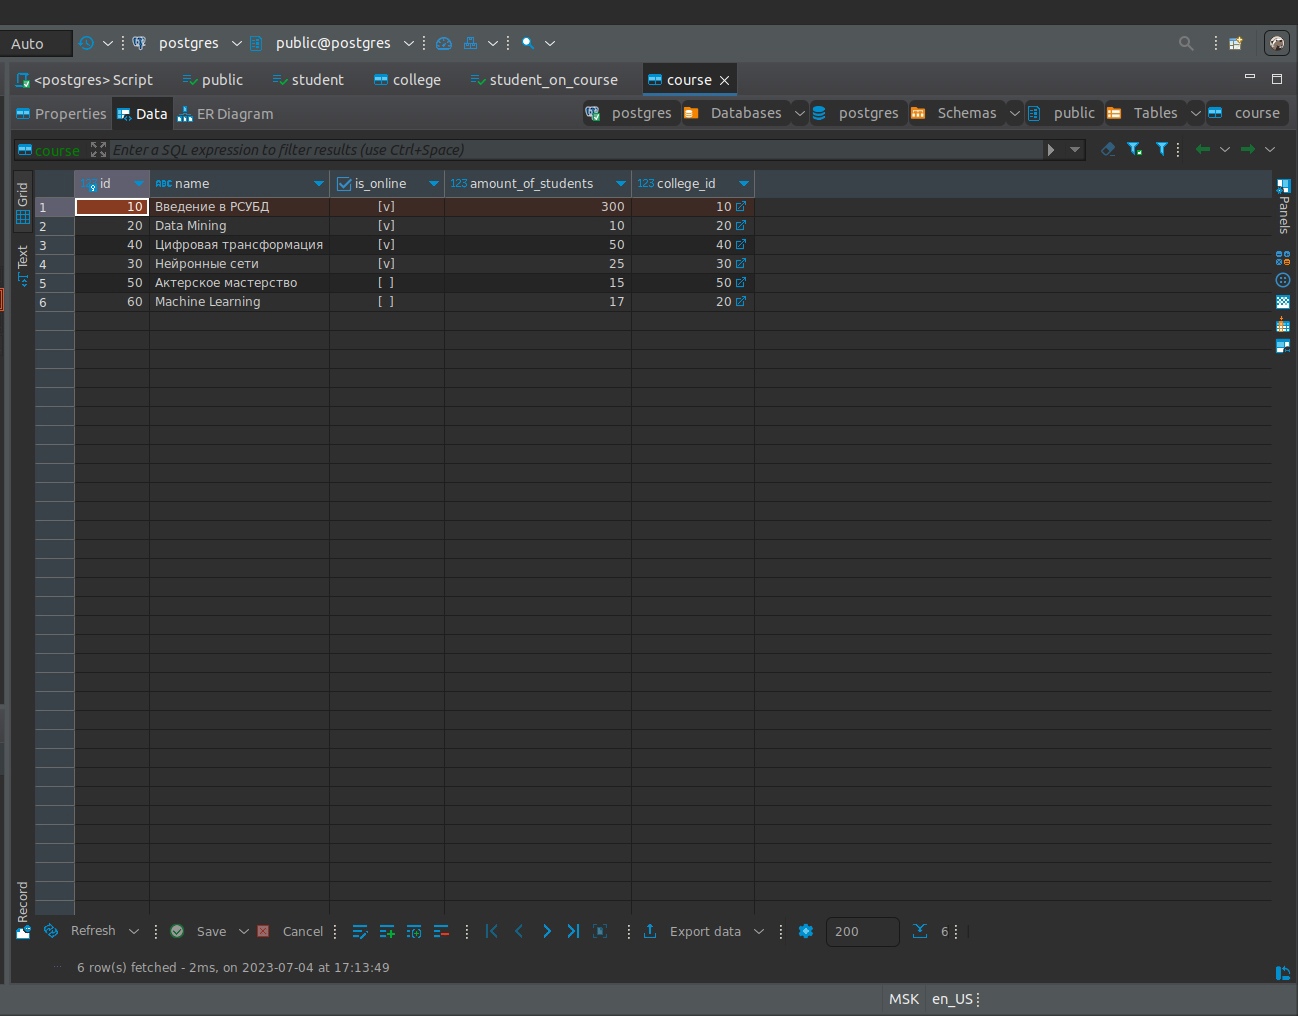 Auto postgres public@postgres
<postgres> Script public student college student_on_course course
Properties Data ER Diagram postgres Databases postgres Schemas public Tables course
course Enter a SQL expression to filter results (use Ctrl+Space)
Grid
Text
Record
Panels
123 id ABC name is_online 123 amount_of_students 123 college_id
1 10 Введение в РСУБД [v] 300 10
2 20 Data Mining [v] 10 20
3 40 Цифровая трансформация [v] 50 40
4 30 Нейронные сети [v] 25 30
5 50 Актерское мастерство [ ] 15 50
6 60 Machine Learning [ ] 17 20
Refresh Save Cancel Export data 200 6
6 row(s) fetched - 2ms, on 2023-07-04 at 17:13:49
MSK en_US